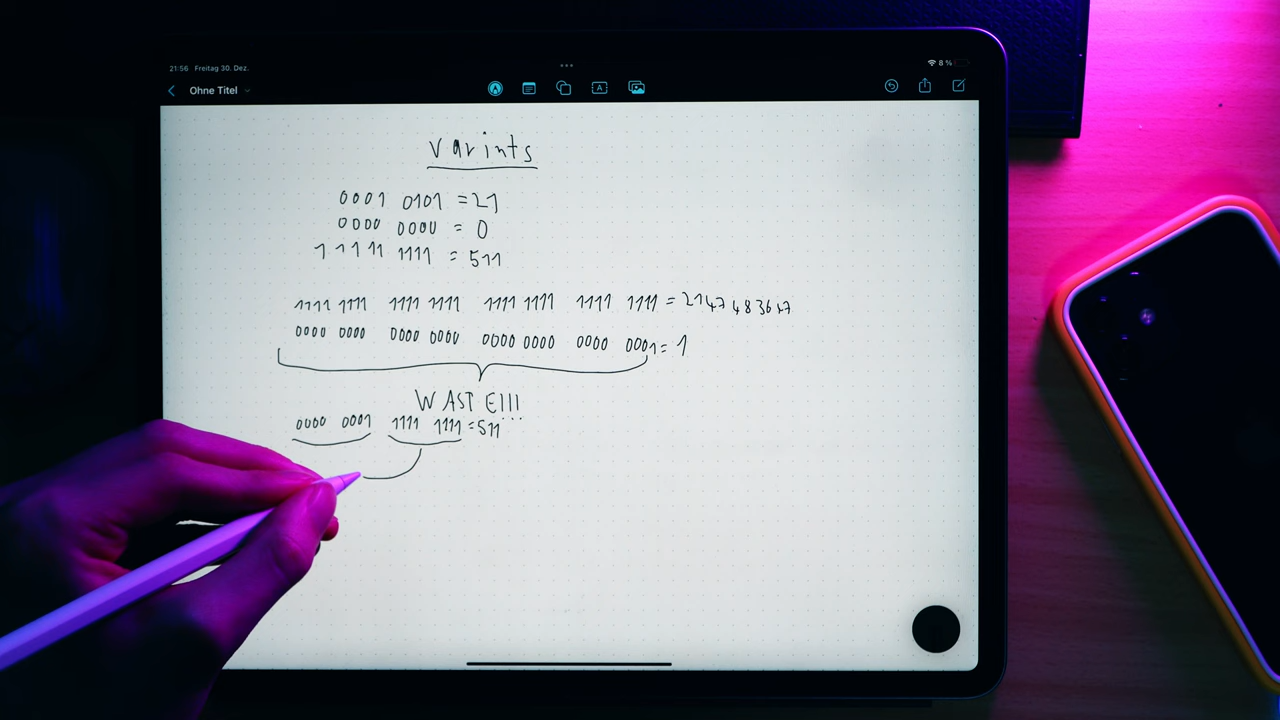 21:56 Freitag 30. Dez.
8 %
Ohne Titel
A
varints
0001 0101 = 21
0000 0000 = 0
1 1111 1111 = 511
1111 1111 1111 1111 1111 1111 1111 1111 = 2147483647
0000 0000 0000 0000 0000 0000 0000 0001 = 1
WASTE!!!
0000 0001 1111 1111 = 511